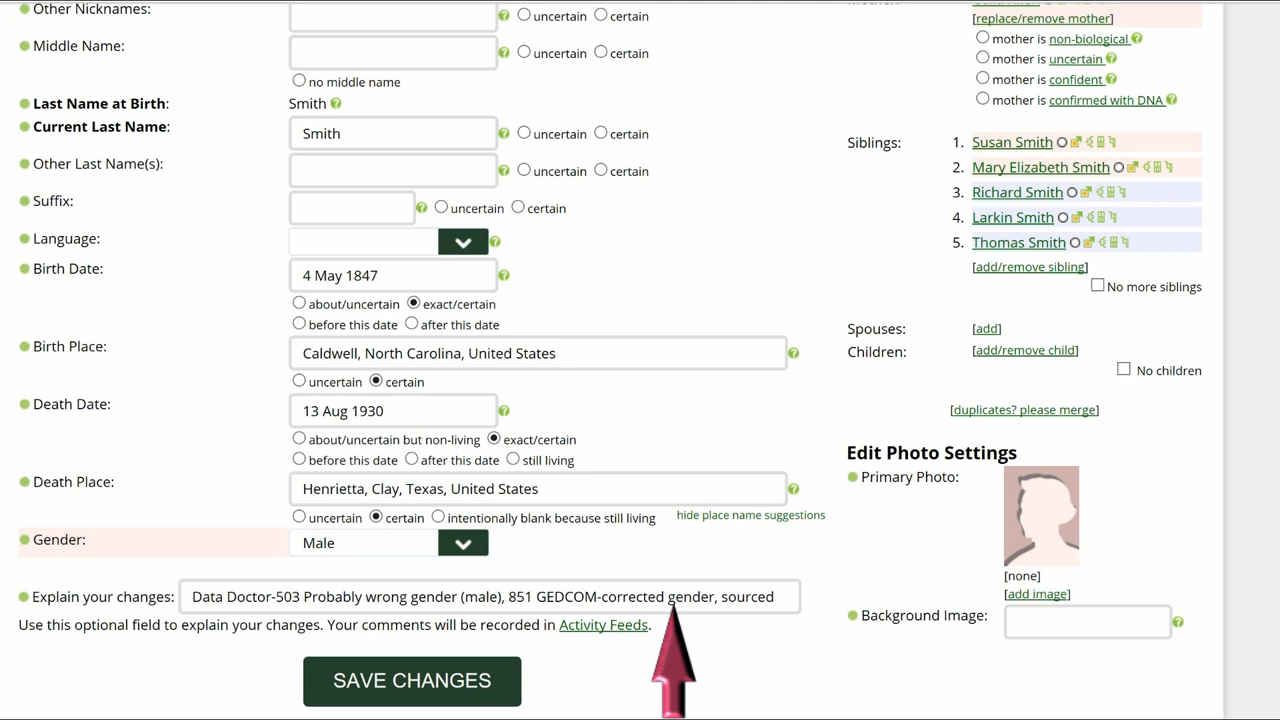 Other Nicknames:
uncertain certain
Middle Name:
uncertain certain
no middle name
Last Name at Birth:
Smith
Current Last Name:
Smith
uncertain certain
Other Last Name(s):
uncertain certain
Suffix:
uncertain certain
Language:
Birth Date:
4 May 1847
about/uncertain exact/certain
before this date after this date
Birth Place:
Caldwell, North Carolina, United States
uncertain certain
Death Date:
13 Aug 1930
about/uncertain but non-living exact/certain
before this date after this date still living
Death Place:
Henrietta, Clay, Texas, United States
uncertain certain intentionally blank because still living
hide place name suggestions
Gender:
Male
Explain your changes:
Data Doctor-503 Probably wrong gender (male), 851 GEDCOM-corrected gender, sourced
Use this optional field to explain your changes. Your comments will be recorded in Activity Feeds.
SAVE CHANGES
[replace/remove mother]
mother is non-biological
mother is uncertain
mother is confident
mother is confirmed with DNA
Siblings:
1. Susan Smith
2. Mary Elizabeth Smith
3. Richard Smith
4. Larkin Smith
5. Thomas Smith
[add/remove sibling]
No more siblings
Spouses: [add]
Children: [add/remove child]
No children
[duplicates? please merge]
Edit Photo Settings
Primary Photo:
[none]
[add image]
Background Image: